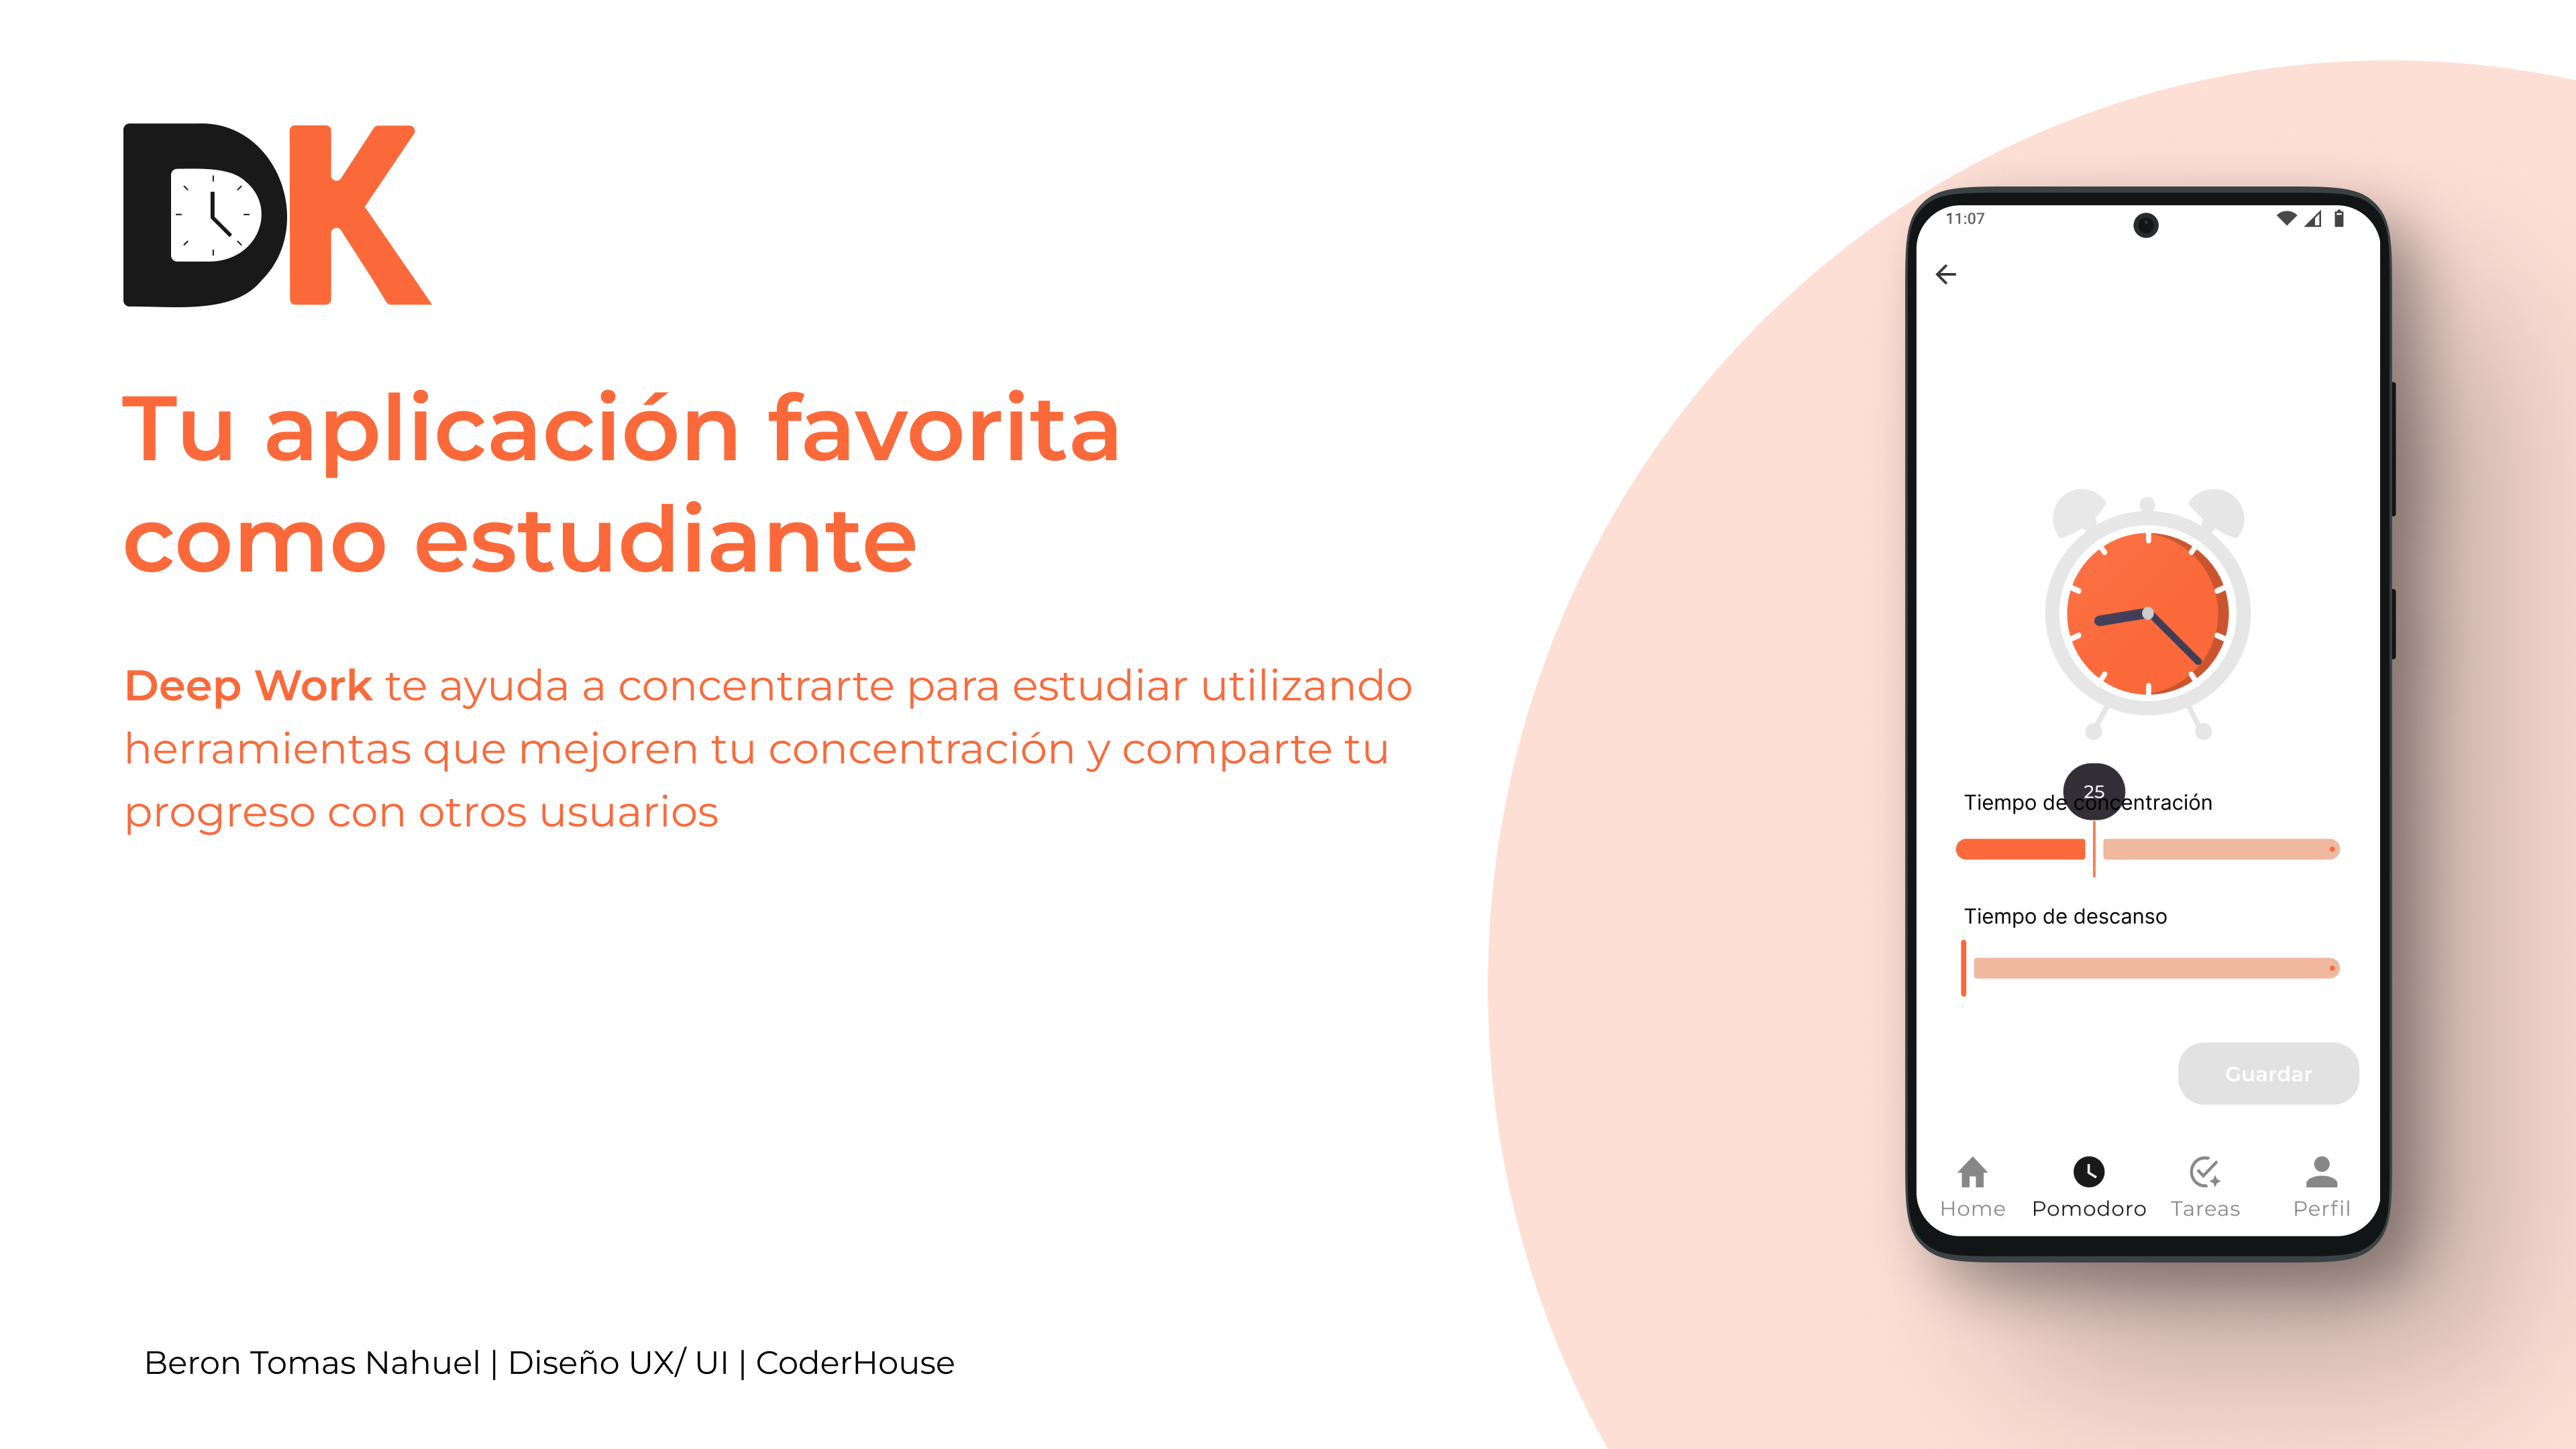 DK
Tu aplicación favorita
como estudiante
Deep Work te ayuda a concentrarte para estudiar utilizando
herramientas que mejoren tu concentración y comparte tu
progreso con otros usuarios
Beron Tomas Nahuel | Diseño UX/ UI | CoderHouse
11:07
25
Tiempo de concentración
Tiempo de descanso
Guardar
Home Pomodoro Tareas Perfil